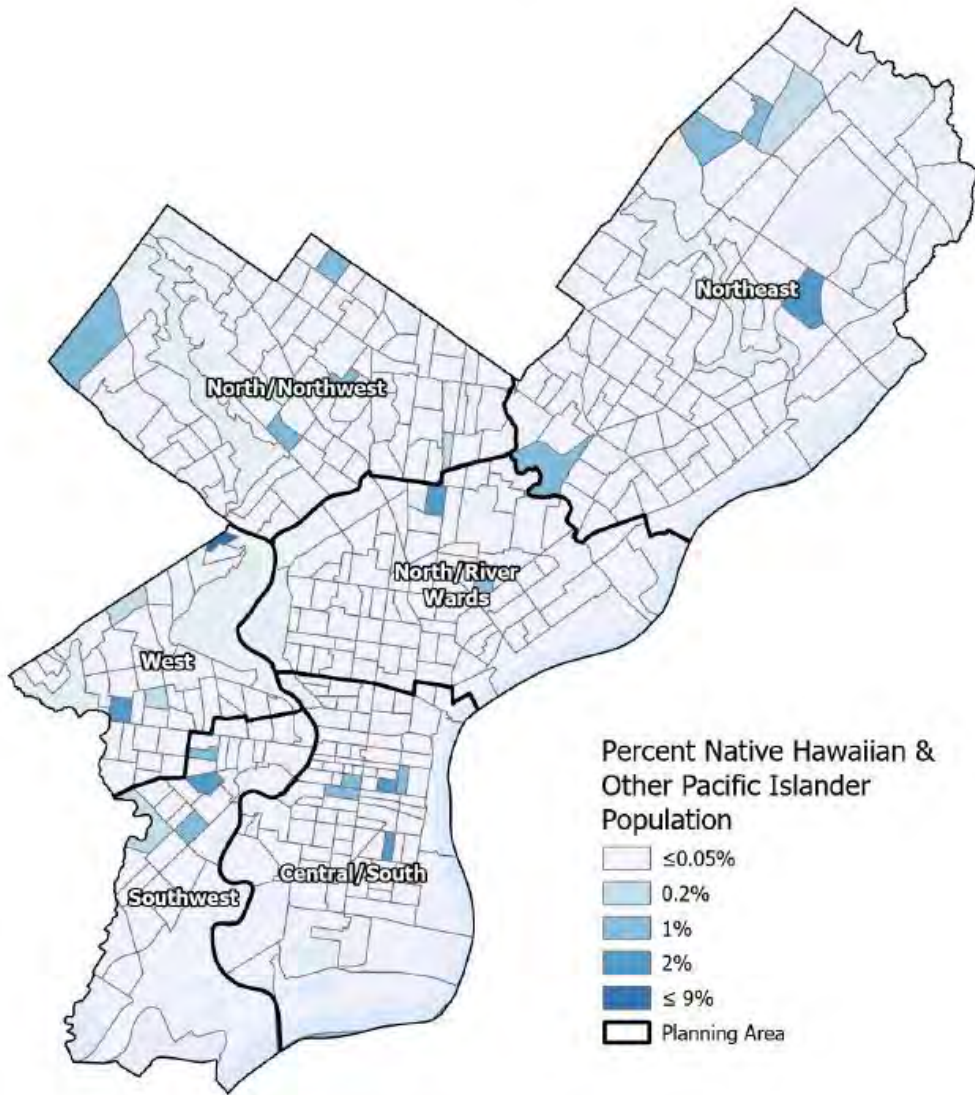 Northeast
North/Northwest
North/River
Wards
West
Central/South
Southwest
Percent Native Hawaiian &
Other Pacific Islander
Population
≤0.05%
0.2%
1%
2%
≤ 9%
Planning Area